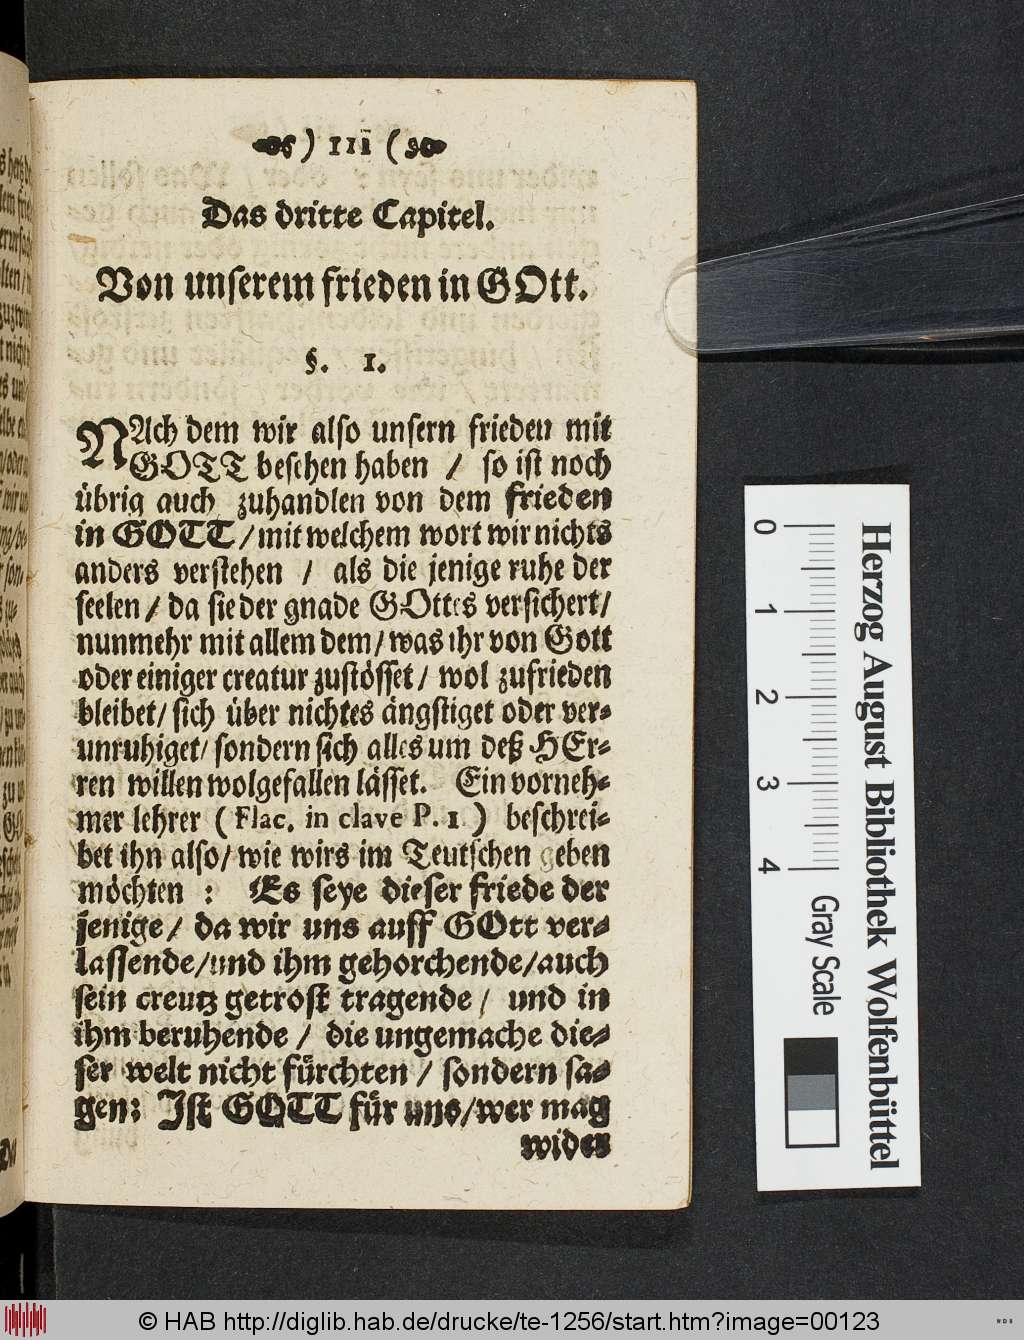 ) 111 (
Das dritte Capitel.
Von unserem frieden in GOtt.
§. 1.
NAch dem wir also unsern frieden mit
GOTT besehen haben / so ist noch
übrig auch zuhandlen von dem frieden
in GOTT / mit welchem wort wir nichts
anders verstehen / als die jenige ruhe der
seelen / da sie der gnade GOttes versichert /
nunmehr mit allem dem / was ihr von Gott
oder einiger creatur zustösset / wol zufrieden
bleibet / sich über nichtes ängstiget oder ver-
unruhiget / sondern sich alles um deß HEr-
ren willen wolgefallen lässet. Ein vorneh-
mer lehrer ( Flac. in clave P. 1 ) beschrei-
bet ihn also / wie wirs im Teutschen geben
möchten : Es seye dieser friede der
jenige / da wir uns auff GOtt ver-
lassende / und ihm gehorchende / auch
sein creutz getrost tragende / und in
ihm beruhende / die ungemache die-
ser welt nicht fürchten / sondern sa-
gen: Ist GOTT für uns / wer mag
wider
Herzog August Bibliothek Wolfenbüttel
0 1 2 3 4
Gray Scale
© HAB http://diglib.hab.de/drucke/te-1256/start.htm?image=00123